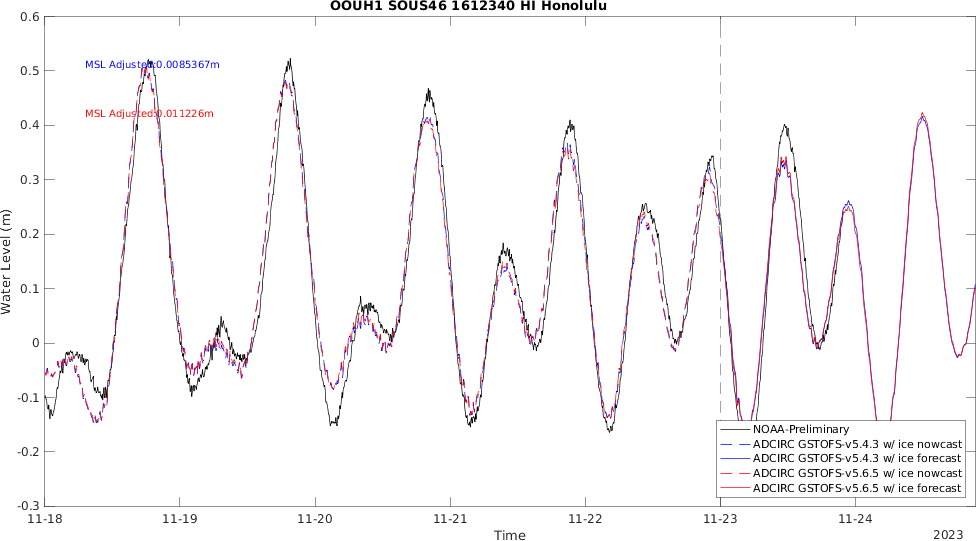 OOUH1 SOUS46 1612340 HI Honolulu
0.6
0.5
0.4
0.3
0.2
0.1
0
-0.1
-0.2
-0.3
Water Level (m)
MSL Adjusted:0.0085367m
MSL Adjusted:0.011226m
NOAA-Preliminary
ADCIRC GSTOFS-v5.4.3 w/ ice nowcast
ADCIRC GSTOFS-v5.4.3 w/ ice forecast
ADCIRC GSTOFS-v5.6.5 w/ ice nowcast
ADCIRC GSTOFS-v5.6.5 w/ ice forecast
11-18 11-19 11-20 11-21 11-22 11-23 11-24
Time
2023